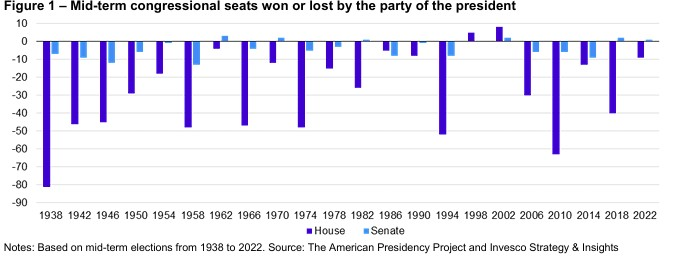 Figure 1 – Mid-term congressional seats won or lost by the party of the president
10
0
-10
-20
-30
-40
-50
-60
-70
-80
-90
1938 1942 1946 1950 1954 1958 1962 1966 1970 1974 1978 1982 1986 1990 1994 1998 2002 2006 2010 2014 2018 2022
House Senate
Notes: Based on mid-term elections from 1938 to 2022. Source: The American Presidency Project and Invesco Strategy & Insights